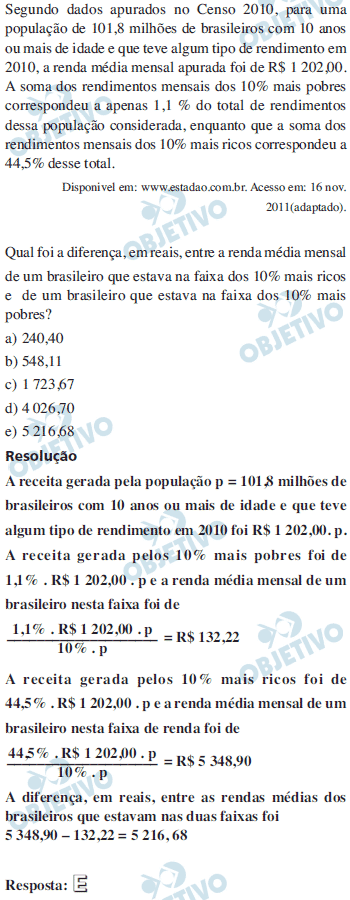 Segundo dados apurados no Censo 2010, para uma
população de 101,8 milhões de brasileiros com 10 anos
ou mais de idade e que teve algum tipo de rendimento em
2010, a renda média mensal apurada foi de R$ 1 202,00.
A soma dos rendimentos mensais dos 10% mais pobres
correspondeu a apenas 1,1 % do total de rendimentos
dessa população considerada, enquanto que a soma dos
rendimentos mensais dos 10% mais ricos correspondeu a
44,5% desse total.
Disponivel em: www.estadao.com.br. Acesso em: 16 nov.
2011(adaptado).
Qual foi a diferença, em reais, entre a renda média mensal
de um brasileiro que estava na faixa dos 10% mais ricos
e de um brasileiro que estava na faixa dos 10% mais
pobres?
a) 240,40
b) 548,11
c) 1 723,67
d) 4 026,70
e) 5 216,68
Resolução
A receita gerada pela população p = 101,8 milhões de
brasileiros com 10 anos ou mais de idade e que teve
algum tipo de rendimento em 2010 foi R$ 1 202,00. p.
A receita gerada pelos 10% mais pobres foi de
1,1% . R$ 1 202,00 . p e a renda média mensal de um
brasileiro nesta faixa foi de
1,1% . R$ 1 202,00 . p
10% . p
= R$ 132,22
A receita gerada pelos 10% mais ricos foi de
44,5% . R$ 1 202,00 . p e a renda média mensal de um
brasileiro nesta faixa de renda foi de
44,5% . R$ 1 202,00 . p
10% . p
= R$ 5 348,90
A diferença, em reais, entre as rendas médias dos
brasileiros que estavam nas duas faixas foi
5 348,90 – 132,22 = 5 216, 68
Resposta: E
OBJETIVO
OBJETIVO
OBJETIVO
OBJETIVO
OBJETIVO
OBJETIVO
OBJETIVO
OBJETIVO
OBJETIVO
OBJETIVO